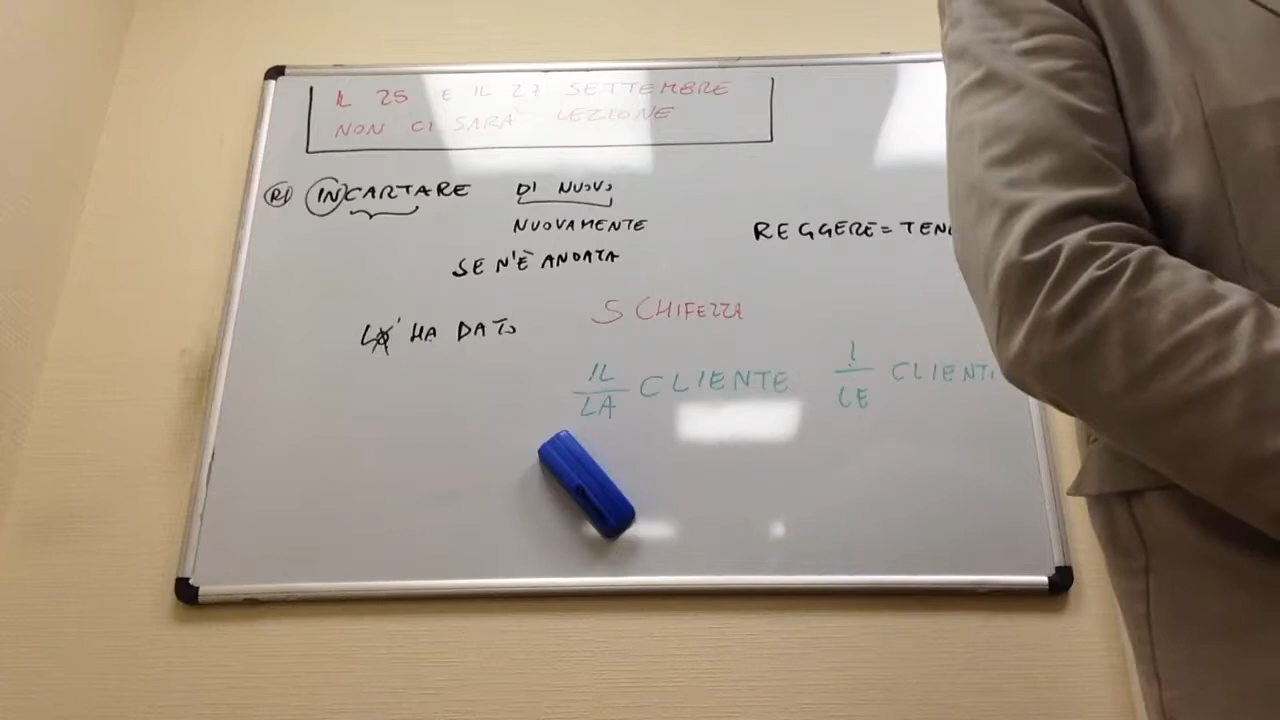 IL 25 E IL 27 SETTEMBRE
NON CI SARÀ LEZIONE
RI INCARTARE DI NUOVO
NUOVAMENTE
REGGERE = TEN
SE N'È ANDATA
SCHIFEZZA
L' HA DATO
IL
LA
CLIENTE
I
LE
CLIENTI